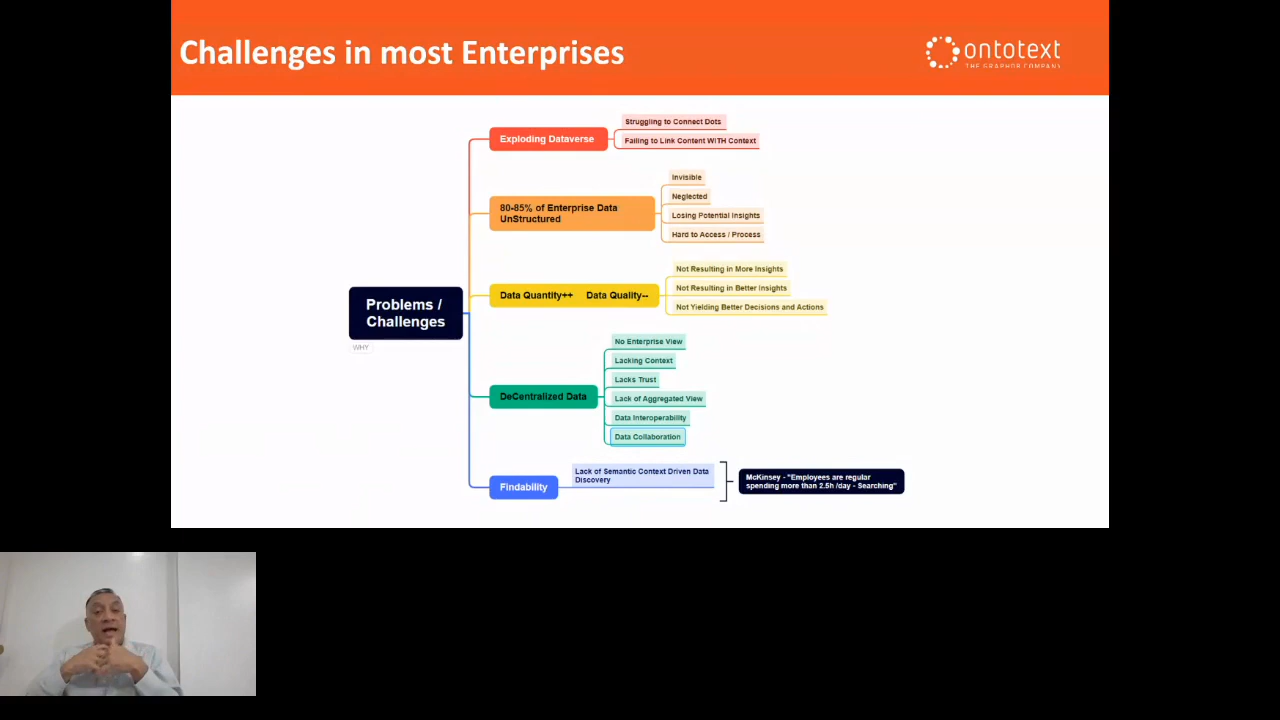 Challenges in most Enterprises
ontotext
THE GRAPHDB COMPANY
Exploding Dataverse
Struggling to Connect Dots
Failing to Link Content WITH Context
80-85% of Enterprise Data
UnStructured
Invisible
Neglected
Losing Potential Insights
Hard to Access / Process
Data Quantity++ Data Quality--
Not Resulting in More Insights
Not Resulting in Better Insights
Not Yielding Better Decisions and Actions
Problems /
Challenges
WHY
DeCentralized Data
No Enterprise View
Lacking Context
Lacks Trust
Lack of Aggregated View
Data Interoperability
Data Collaboration
Findability
Lack of Semantic Context Driven Data
Discovery
McKinsey - "Employees are regular
spending more than 2.5h /day - Searching"